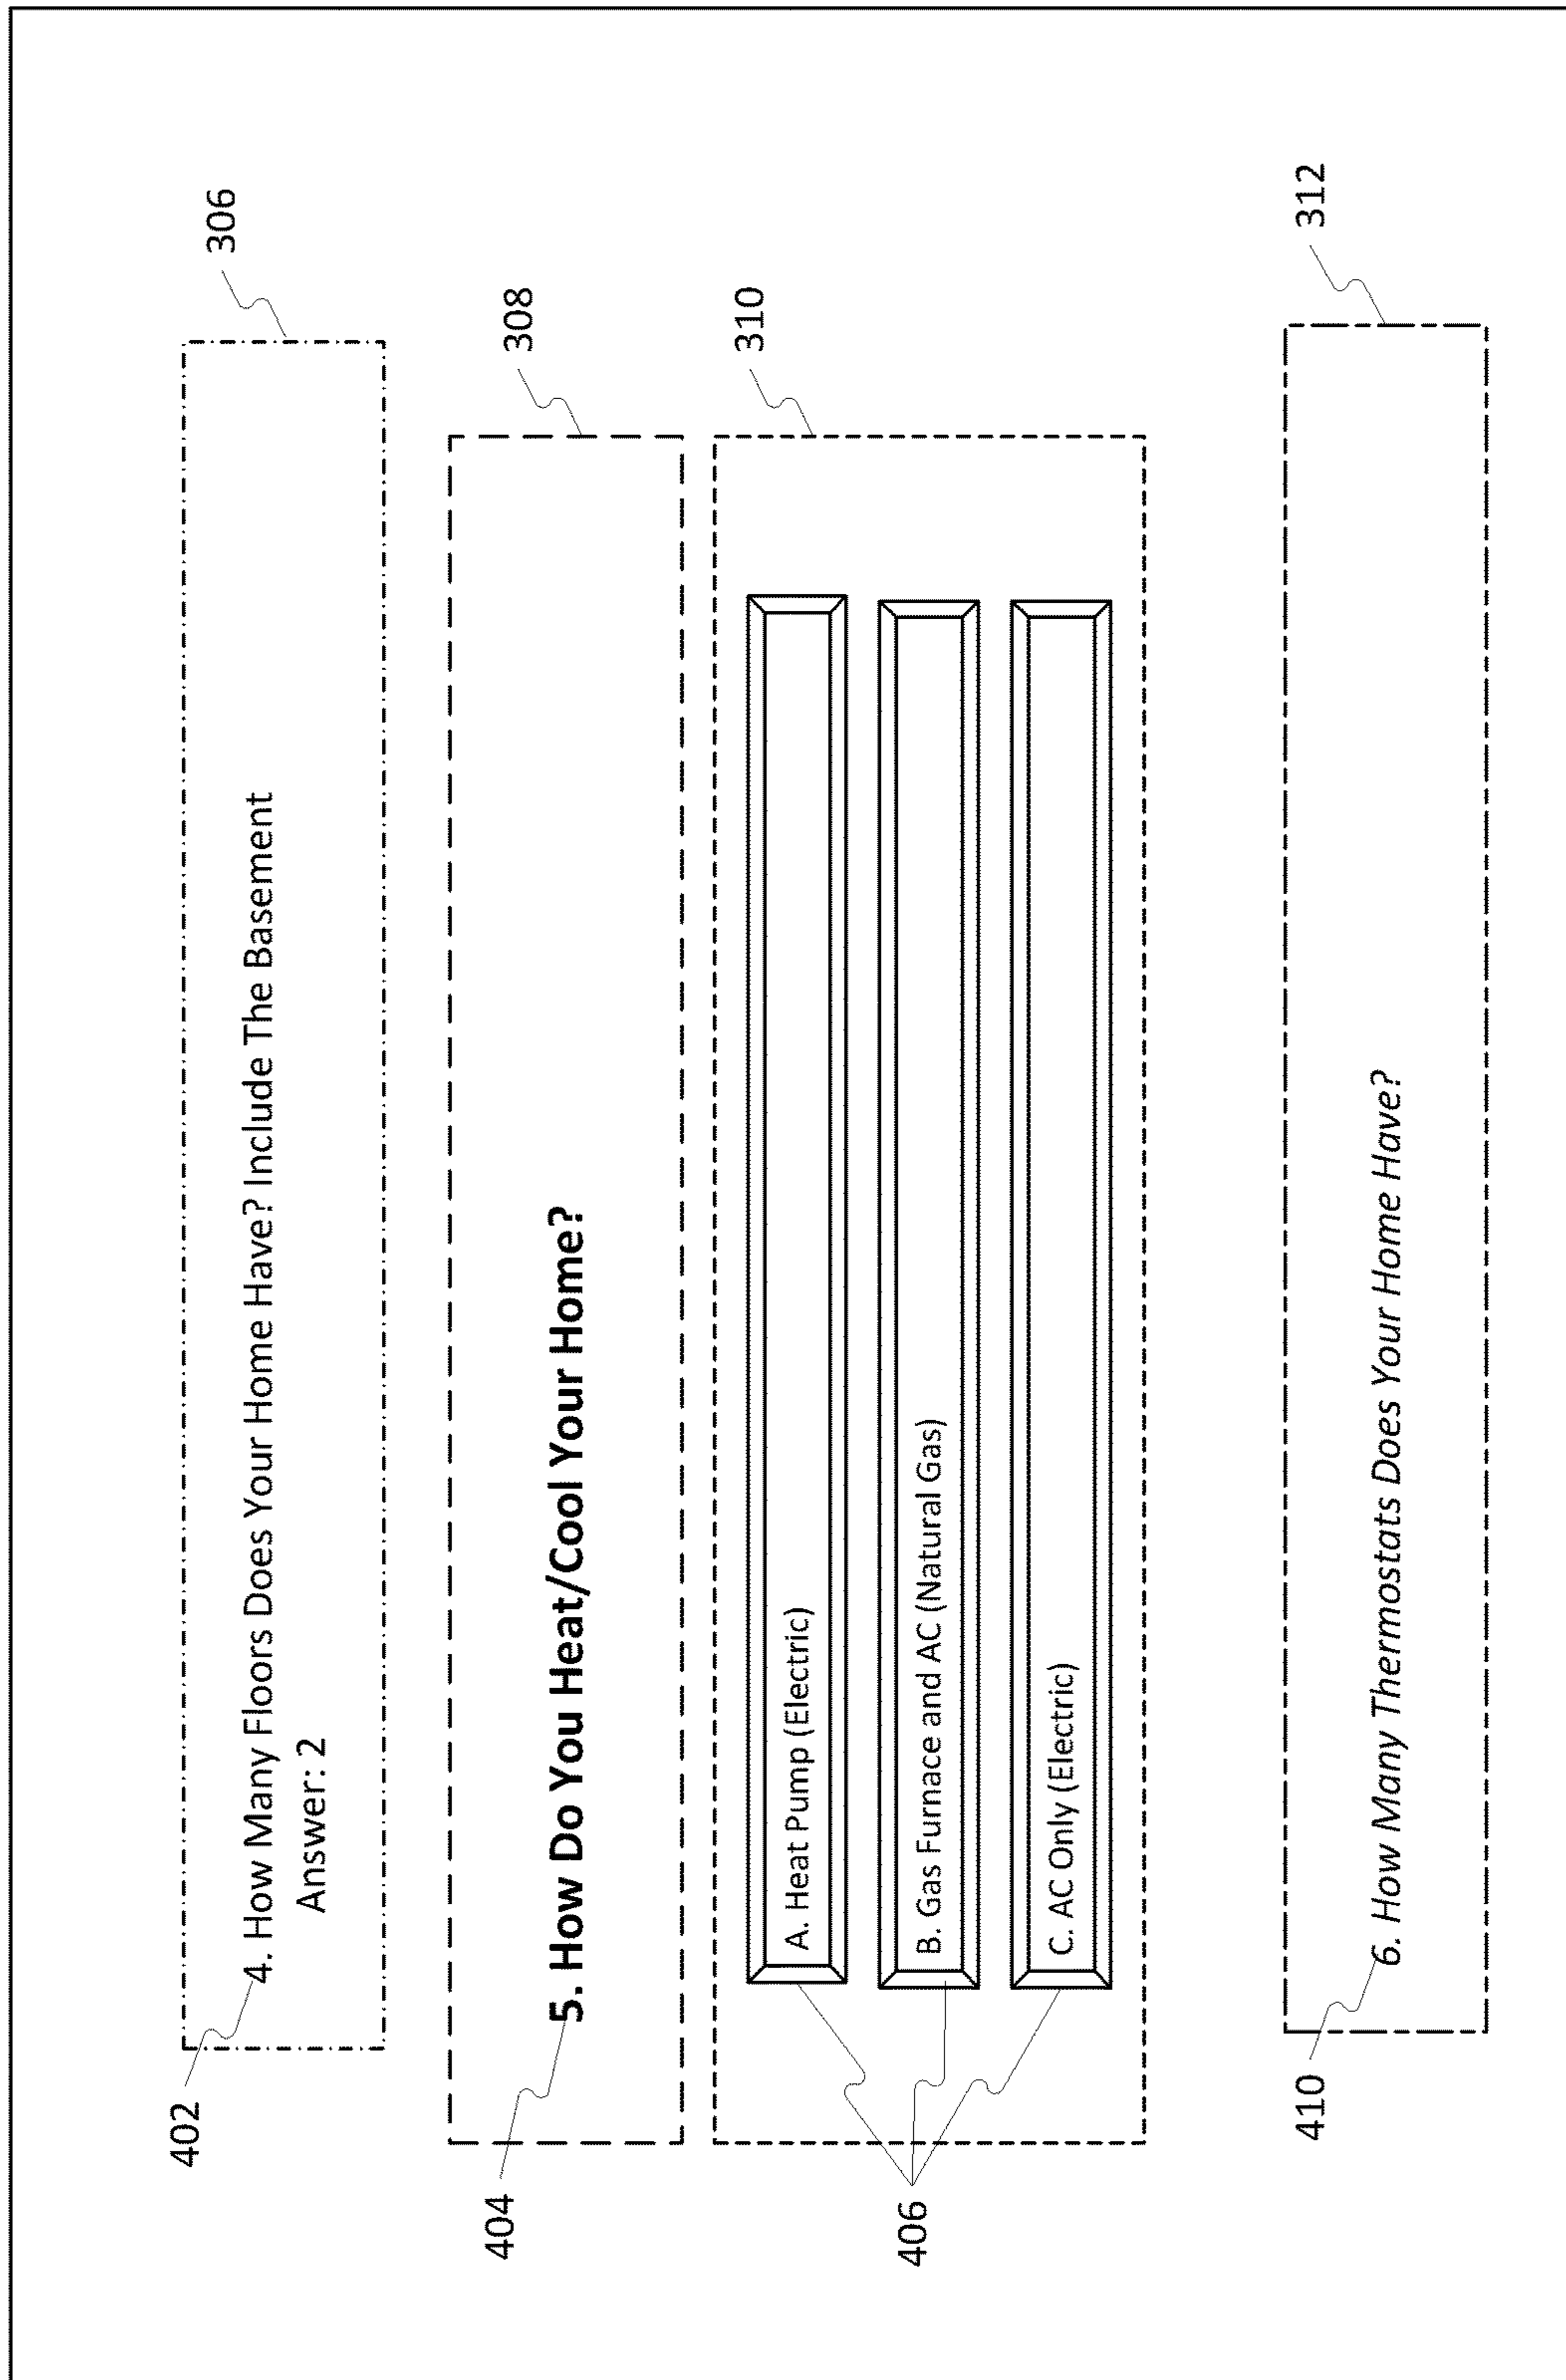 402
4. How Many Floors Does Your Home Have? Include The Basement
Answer: 2
306
404
5. How Do You Heat/Cool Your Home?
308
406
A. Heat Pump (Electric)
B. Gas Furnace and AC (Natural Gas)
C. AC Only (Electric)
310
410
6. How Many Thermostats Does Your Home Have?
312